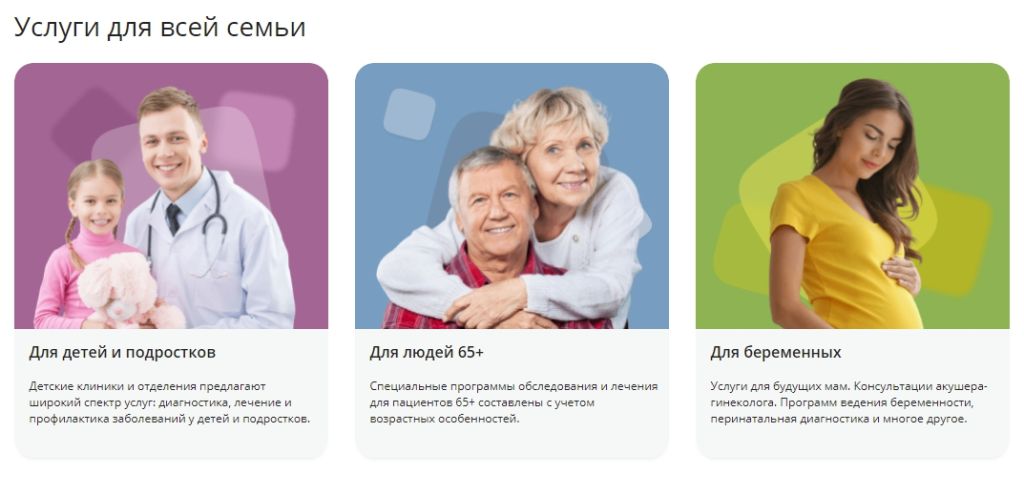 Услуги для всей семьи
Для детей и подростков
Детские клиники и отделения предлагают
широкий спектр услуг: диагностика, лечение и
профилактика заболеваний у детей и подростков.
Для людей 65+
Специальные программы обследования и лечения
для пациентов 65+ составлены с учетом
возрастных особенностей.
Для беременных
Услуги для будущих мам. Консультации акушера-
гинеколога. Программ ведения беременности,
перинатальная диагностика и многое другое.